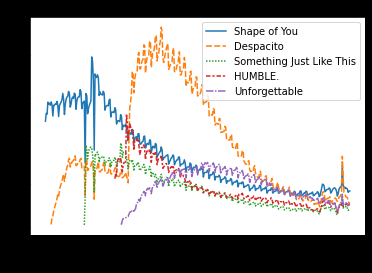 Shape of You
Despacito
Something Just Like This
HUMBLE.
Unforgettable